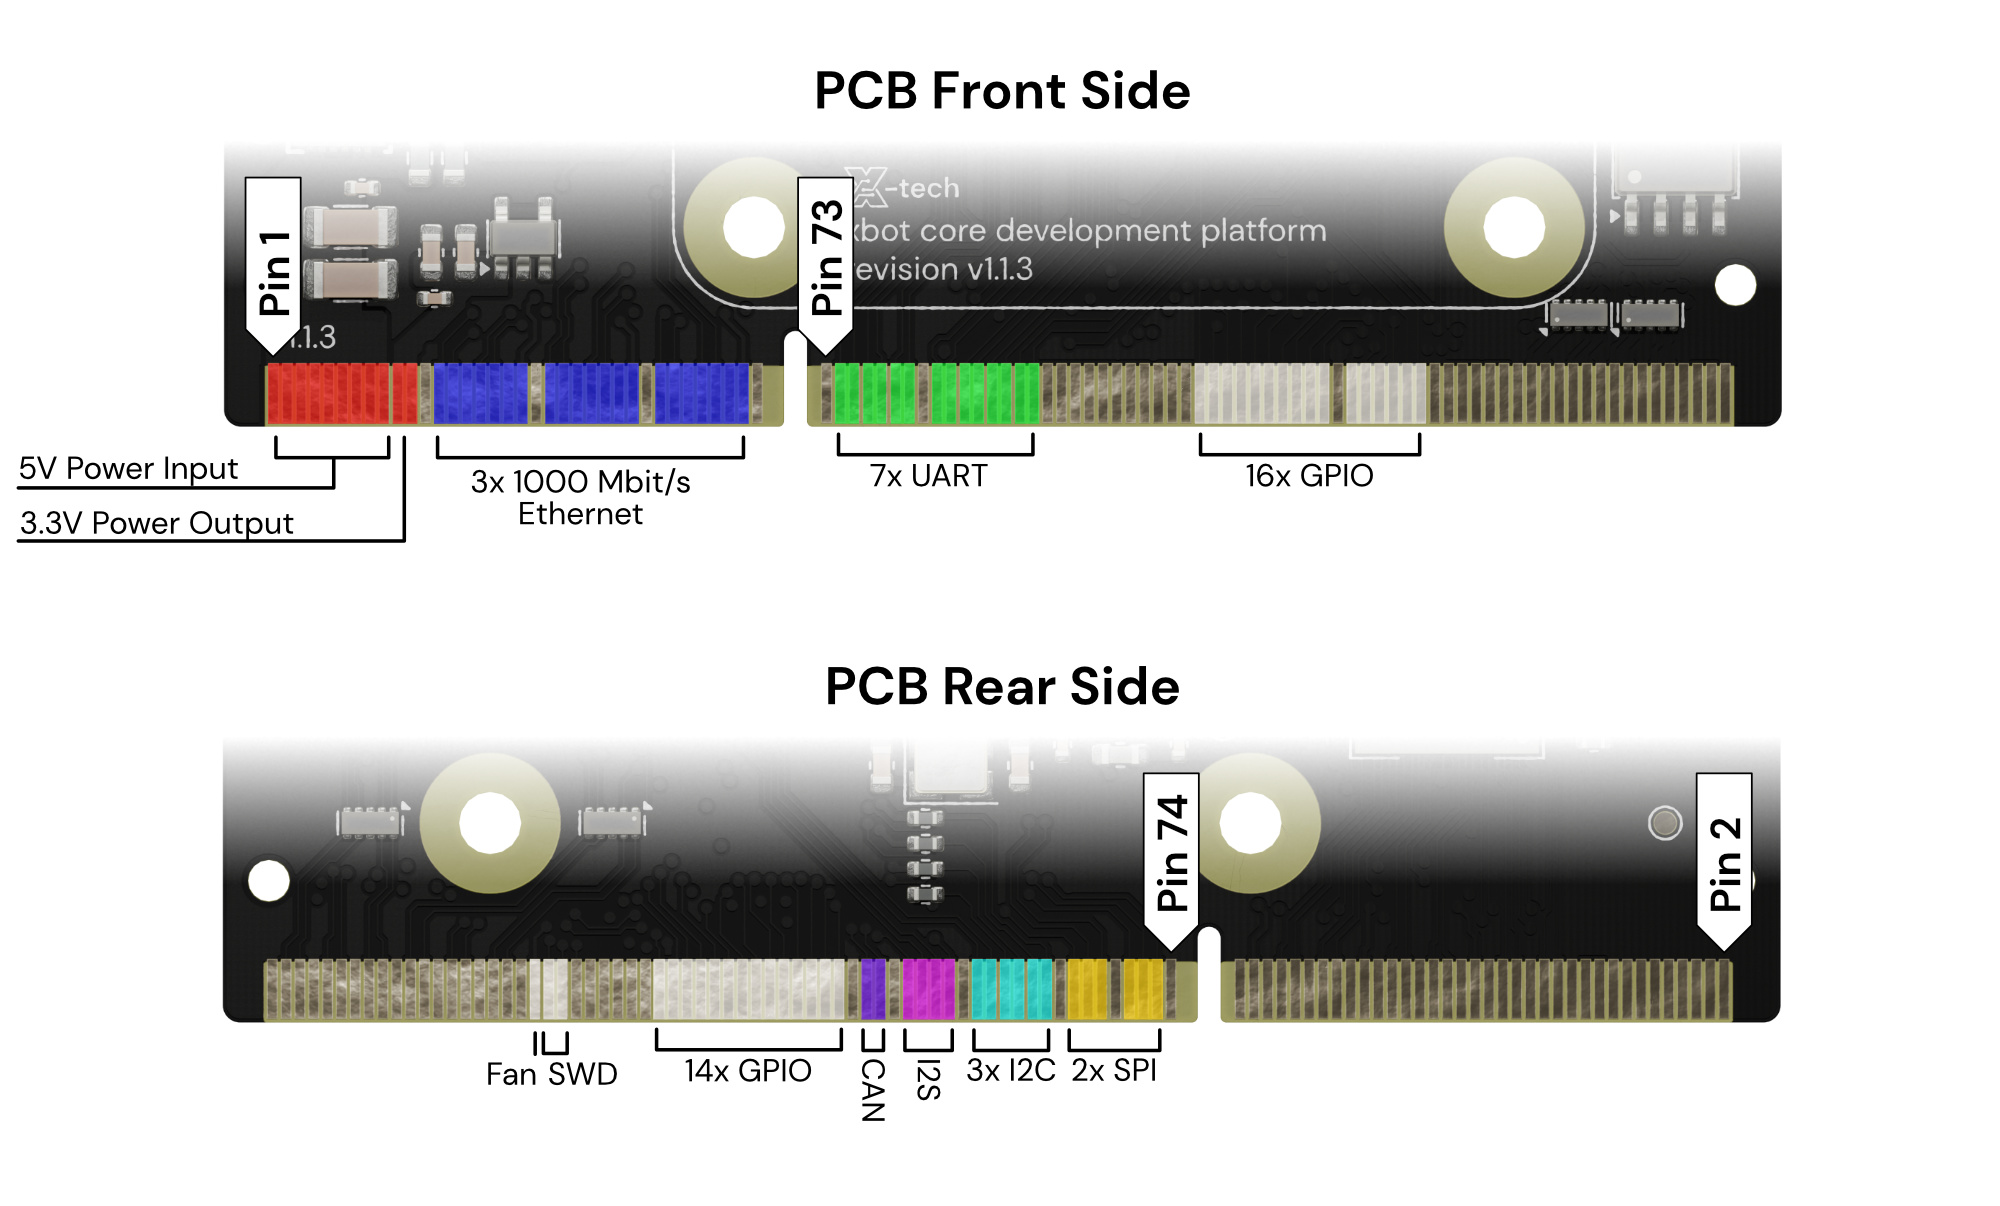 PCB Front Side
-tech
xbot core development platform
revision v1.1.3
Pin 1
Pin 73
1.1.3
5V Power Input
3.3V Power Output
3x 1000 Mbit/s
Ethernet
7x UART
16x GPIO
PCB Rear Side
Pin 74
Pin 2
Fan
SWD
14x GPIO
CAN
I2S
3x I2C
2x SPI